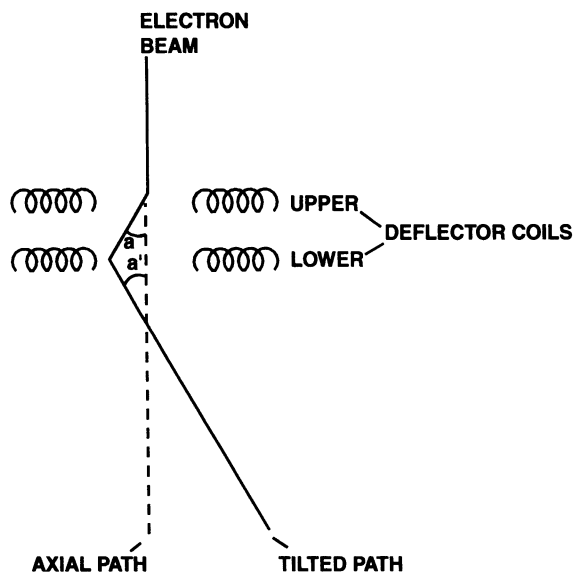 ELECTRON
BEAM
UPPER
DEFLECTOR COILS
LOWER
a
a'
AXIAL PATH
TILTED PATH